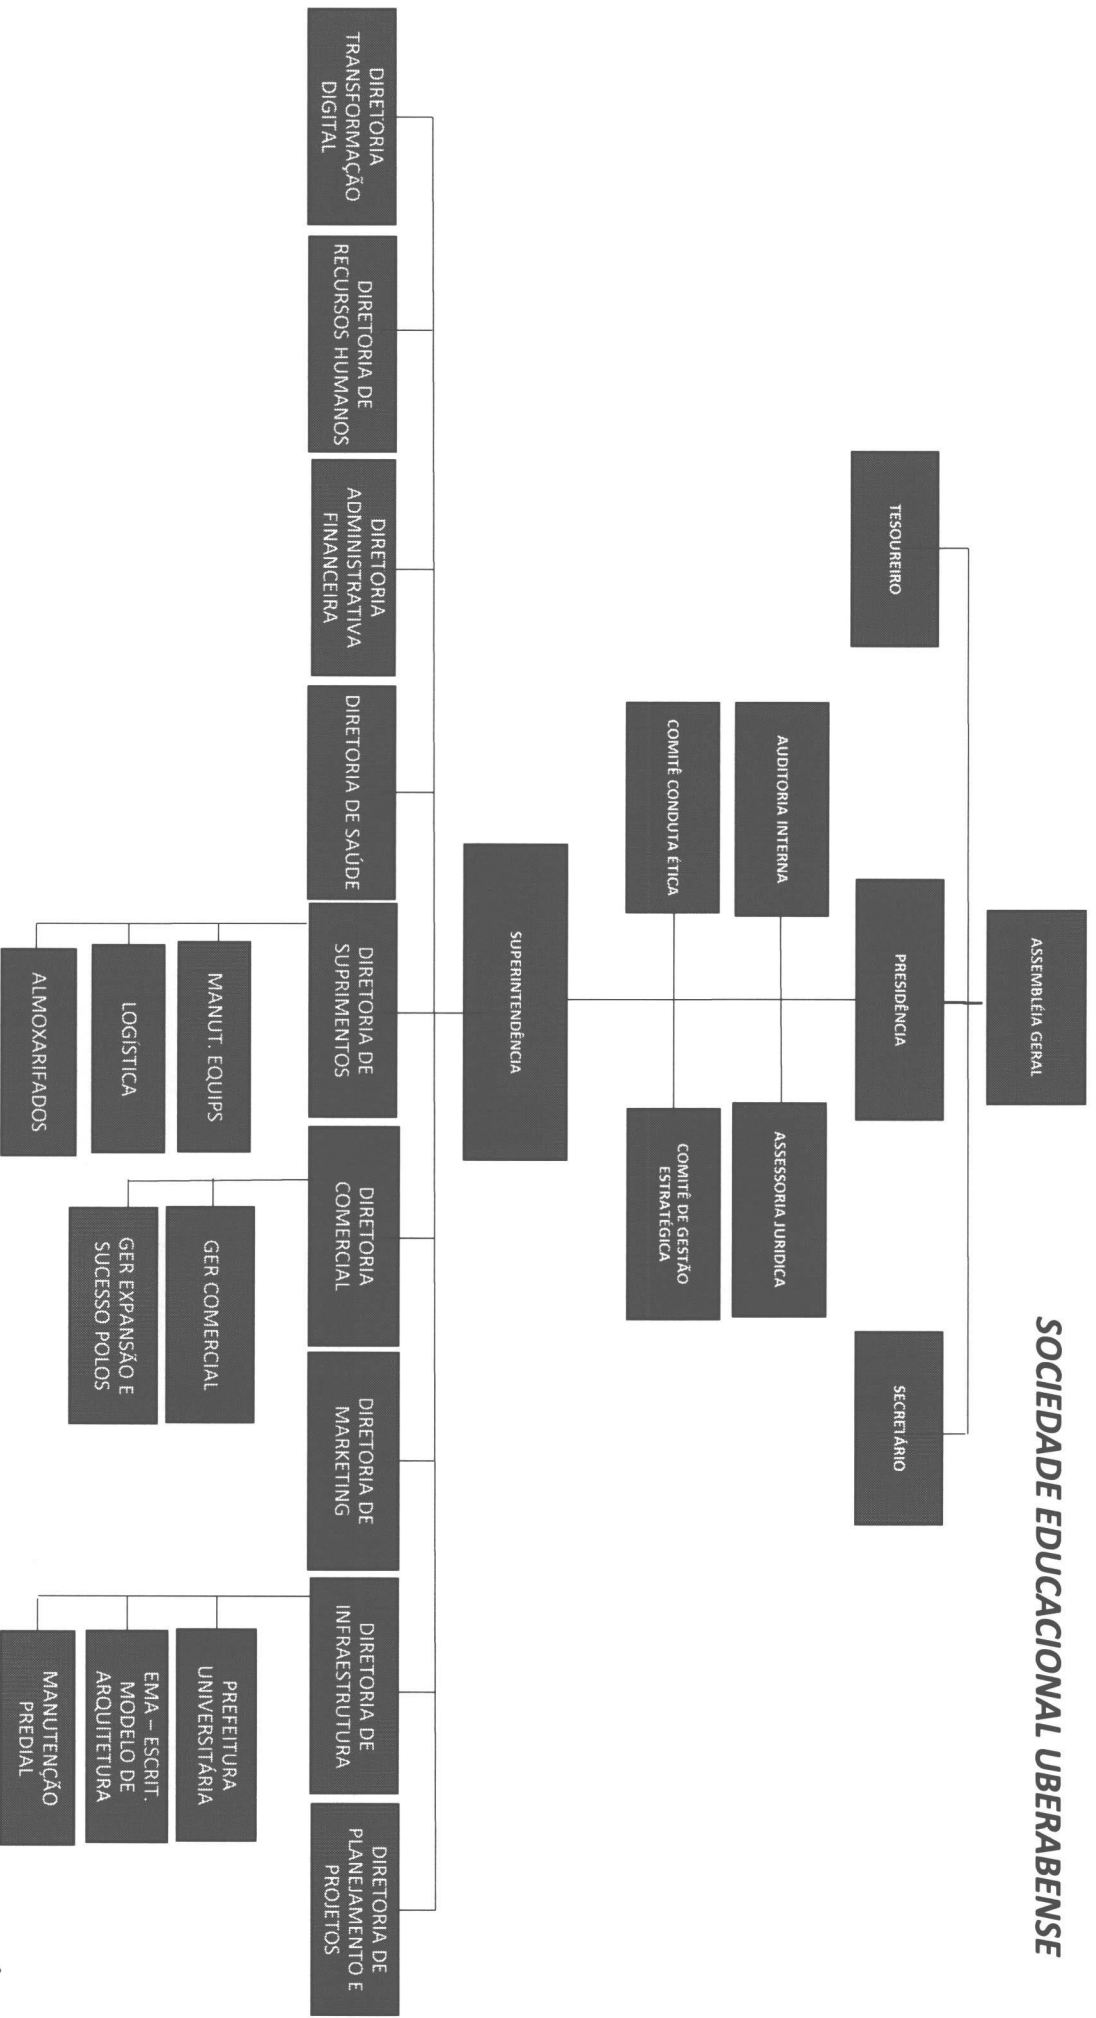 SOCIEDADE EDUCACIONAL UBERABENSE
ASSEMBLÉIA GERAL
TESOUREIRO
PRESIDÊNCIA
SECRETÁRIO
AUDITORIA INTERNA
ASSESSORIA JURIDICA
COMITÊ CONDUTA ÉTICA
COMITÊ DE GESTÃO
ESTRATÉGICA
SUPERINTENDÊNCIA
DIRETORIA
TRANSFORMAÇÃO
DIGITAL
DIRETORIA DE
RECURSOS HUMANOS
DIRETORIA
ADMINISTRATIVA
FINANCEIRA
DIRETORIA DE SAÚDE
DIRETORIA DE
SUPRIMENTOS
DIRETORIA
COMERCIAL
DIRETORIA DE
MARKETING
DIRETORIA DE
INFRAESTRUTURA
DIRETORIA DE
PLANEJAMENTO E
PROJETOS
MANUT. EQUIPS
LOGÍSTICA
ALMOXARIFADOS
GER COMERCIAL
GER EXPANSÃO E
SUCESSO POLOS
PREFEITURA
UNIVERSITÁRIA
EMA – ESCRIT.
MODELO DE
ARQUITETURA
MANUTENÇÃO
PREDIAL